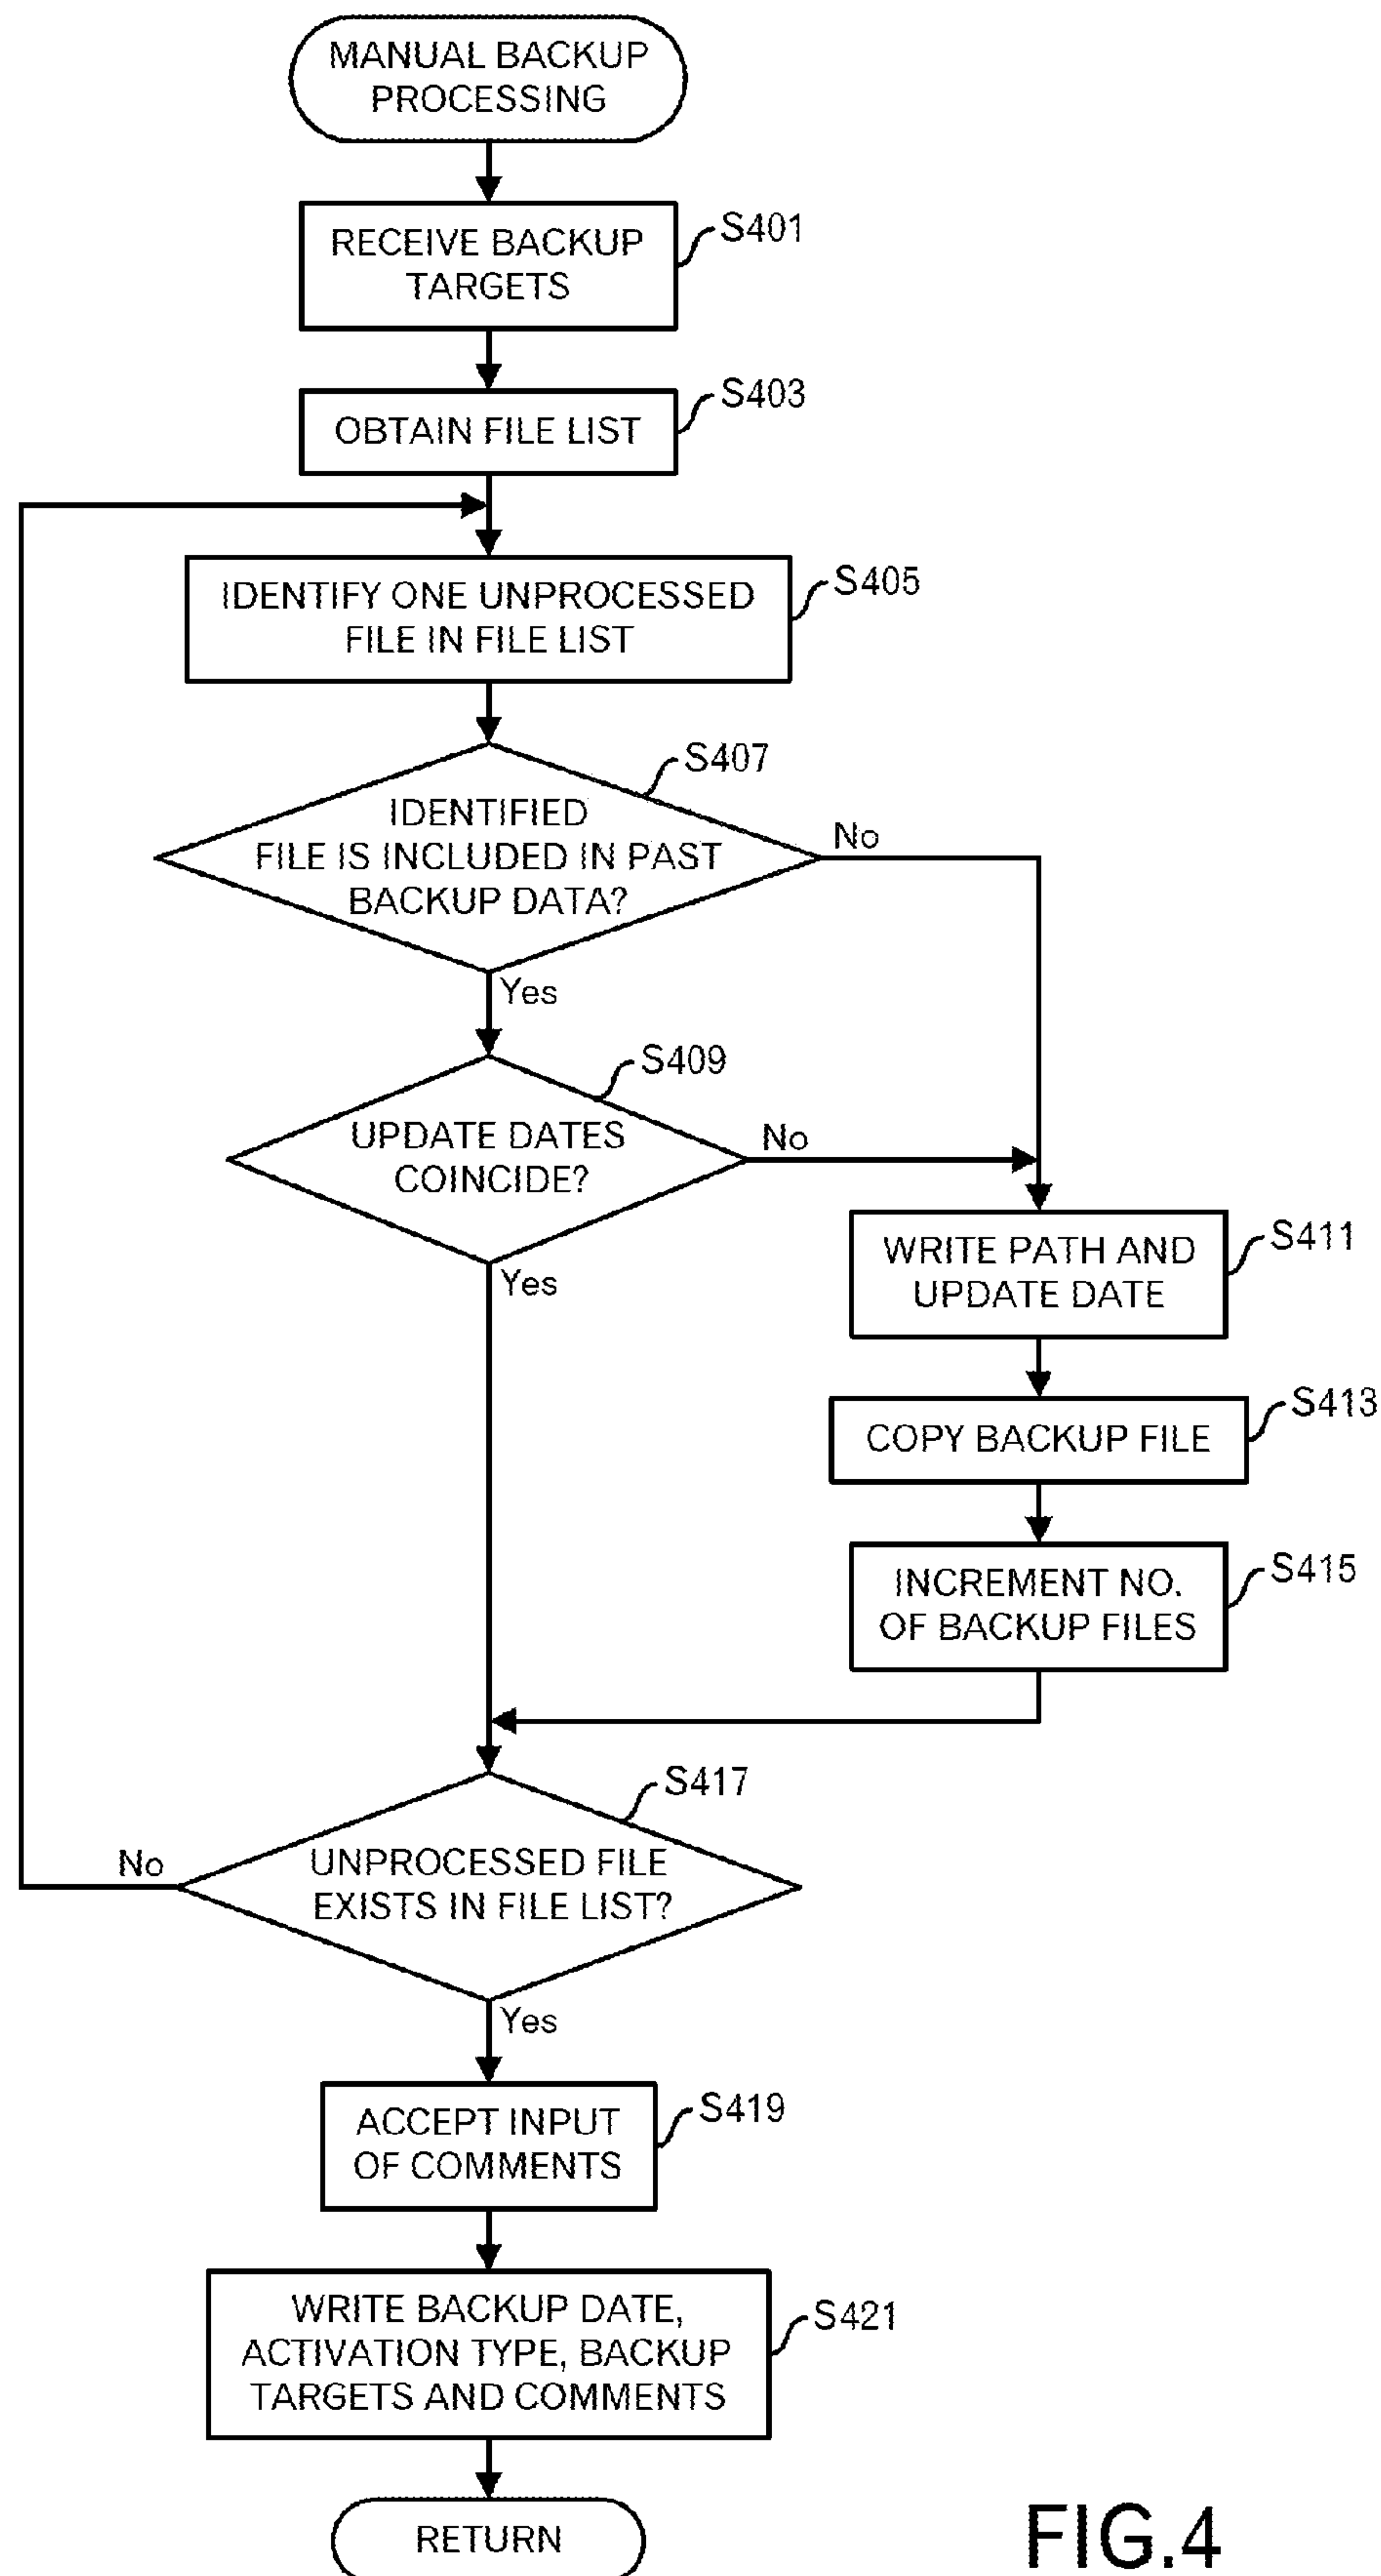 MANUAL BACKUP
PROCESSING
RECEIVE BACKUP
TARGETS
S401
OBTAIN FILE LIST
S403
IDENTIFY ONE UNPROCESSED
FILE IN FILE LIST
S405
IDENTIFIED
FILE IS INCLUDED IN PAST
BACKUP DATA?
S407
No
Yes
UPDATE DATES
COINCIDE?
S409
No
Yes
WRITE PATH AND
UPDATE DATE
S411
COPY BACKUP FILE
S413
INCREMENT NO.
OF BACKUP FILES
S415
UNPROCESSED FILE
EXISTS IN FILE LIST?
S417
No
Yes
ACCEPT INPUT
OF COMMENTS
S419
WRITE BACKUP DATE,
ACTIVATION TYPE, BACKUP
TARGETS AND COMMENTS
S421
RETURN
FIG.4